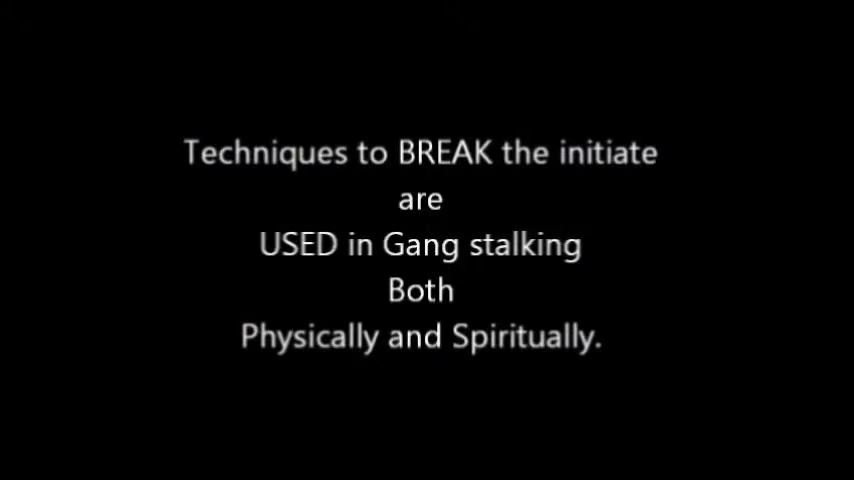 Techniques to BREAK the initiate
are
USED in Gang stalking
Both
Physically and Spiritually.